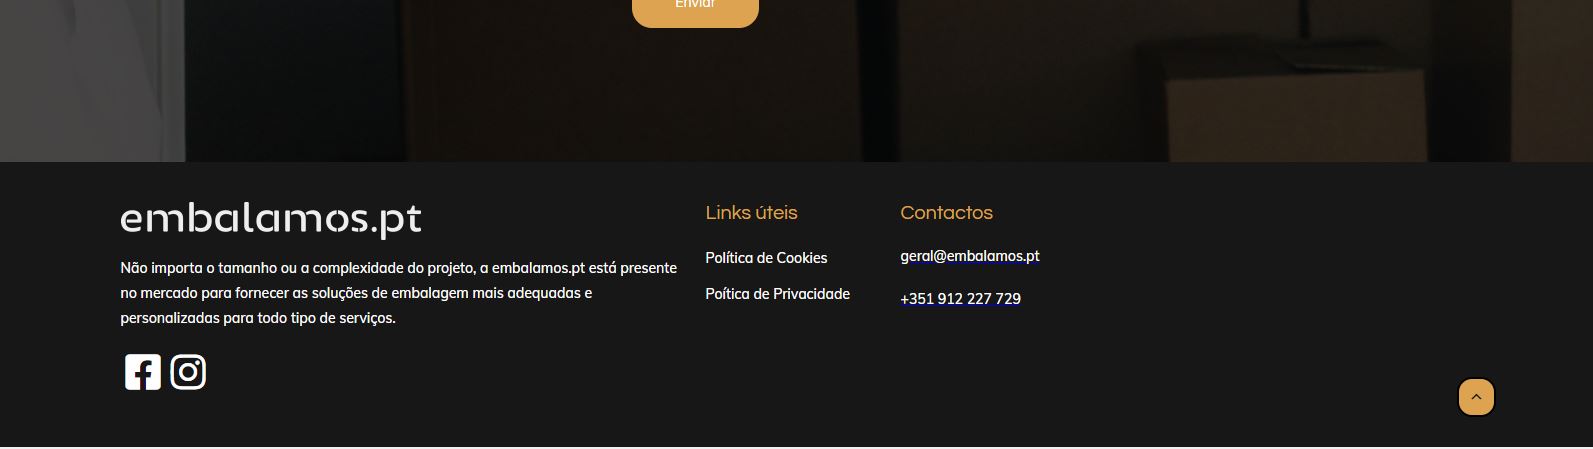 Enviar
embalamos.pt
Não importa o tamanho ou a complexidade do projeto, a embalamos.pt está presente
no mercado para fornecer as soluções de embalagem mais adequadas e
personalizadas para todo tipo de serviços.
Links úteis
Política de Cookies
Poítica de Privacidade
Contactos
geral@embalamos.pt
+351 912 227 729